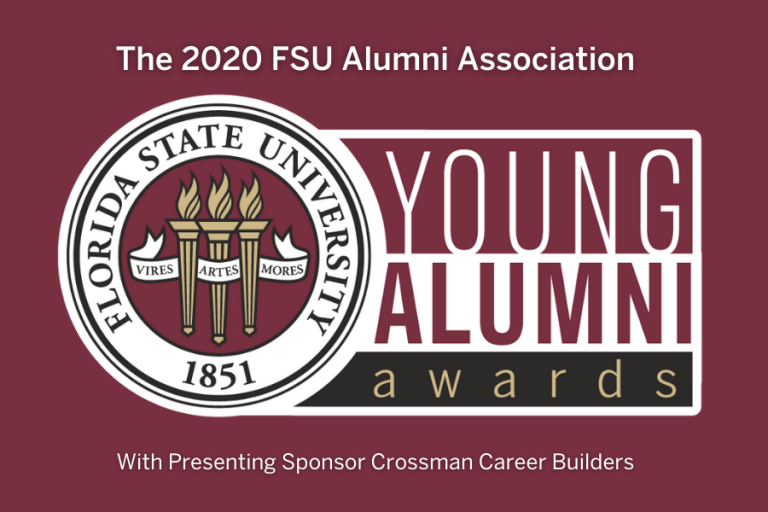 The 2020 FSU Alumni Association
FLORIDA STATE UNIVERSITY
VIRES ARTES MORES
1851
YOUNG
ALUMNI
awards
With Presenting Sponsor Crossman Career Builders